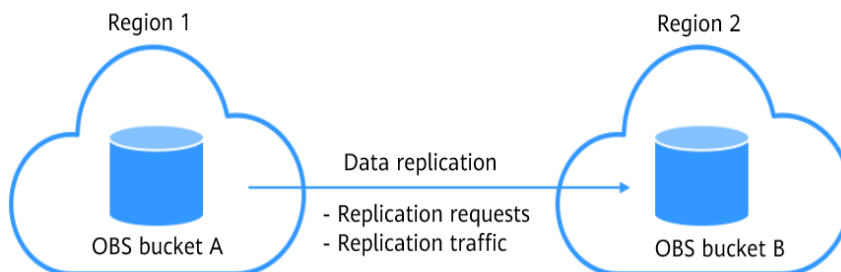 Region 1
Region 2
Data replication
- Replication requests
- Replication traffic
OBS bucket A
OBS bucket B